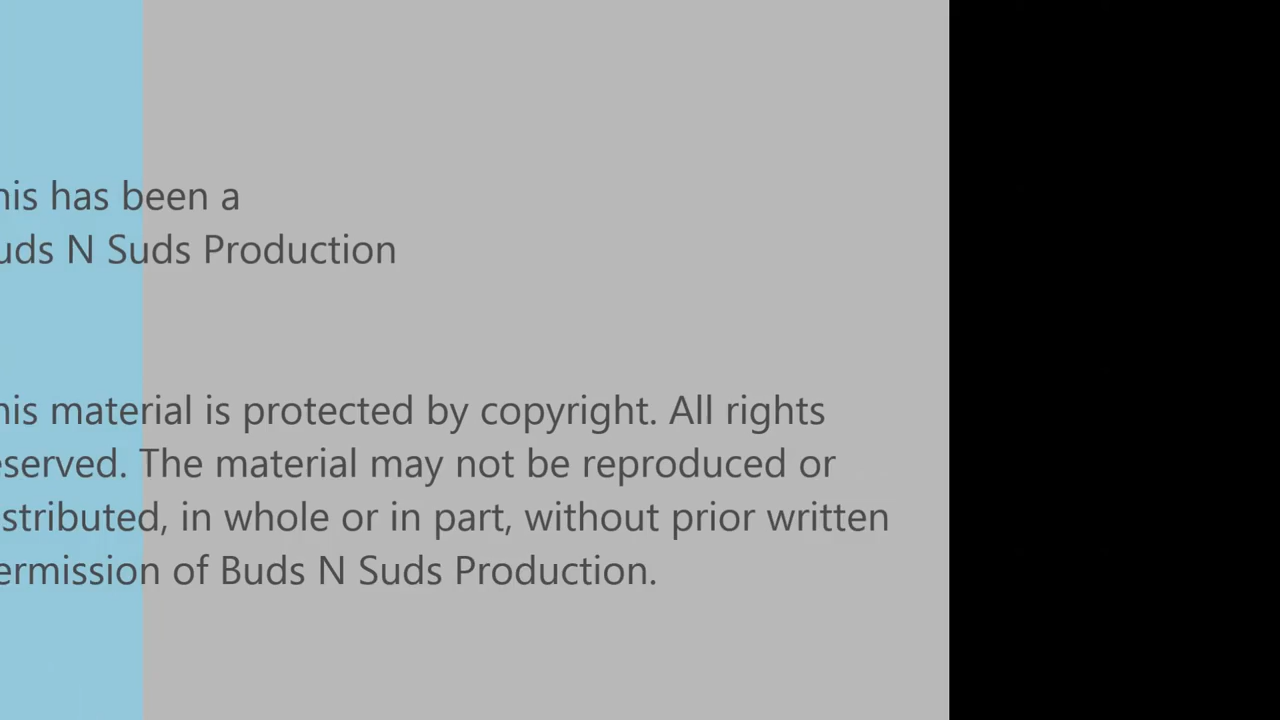 his has been a
uds N Suds Production
his material is protected by copyright. All rights
eserved. The material may not be reproduced or
stributed, in whole or in part, without prior written
ermission of Buds N Suds Production.